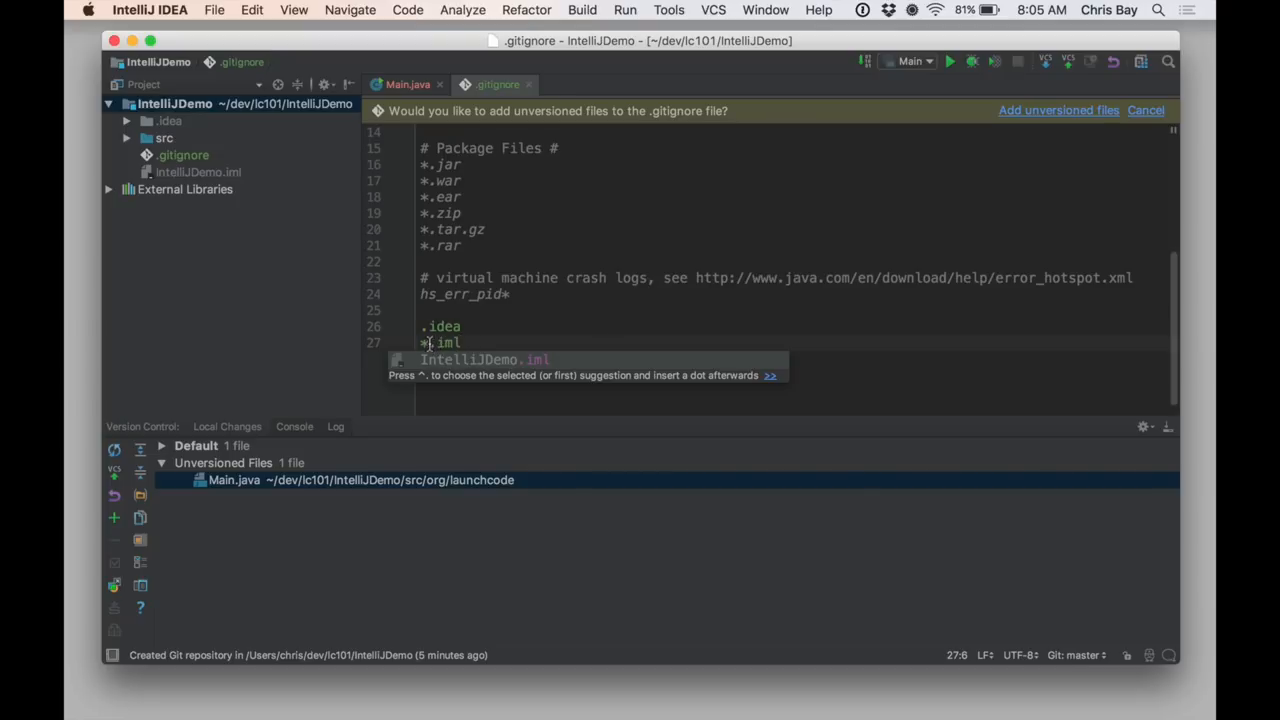 IntelliJ IDEA File Edit View Navigate Code Analyze Refactor Build Run Tools VCS Window Help 81% 8:05 AM Chris Bay
.gitignore - IntelliJDemo - [~/dev/lc101/IntelliJDemo]
IntelliJDemo .gitignore Main
Project Main.java .gitignore
IntelliJDemo ~/dev/lc101/IntelliJDemo
Would you like to add unversioned files to the .gitignore file? Add unversioned files Cancel
.idea
src
.gitignore
IntelliJDemo.iml
External Libraries
14
15 # Package Files #
16 *.jar
17 *.war
18 *.ear
19 *.zip
20 *.tar.gz
21 *.rar
22
23 # virtual machine crash logs, see http://www.java.com/en/download/help/error_hotspot.xml
24 hs_err_pid*
25
26 .idea
27 *.iml
IntelliJDemo.iml
Press ^. to choose the selected (or first) suggestion and insert a dot afterwards >>
Version Control: Local Changes Console Log
Default 1 file
Unversioned Files 1 file
Main.java ~/dev/lc101/IntelliJDemo/src/org/launchcode
Created Git repository in /Users/chris/dev/lc101/IntelliJDemo (5 minutes ago) 27:6 LF UTF-8 Git: master